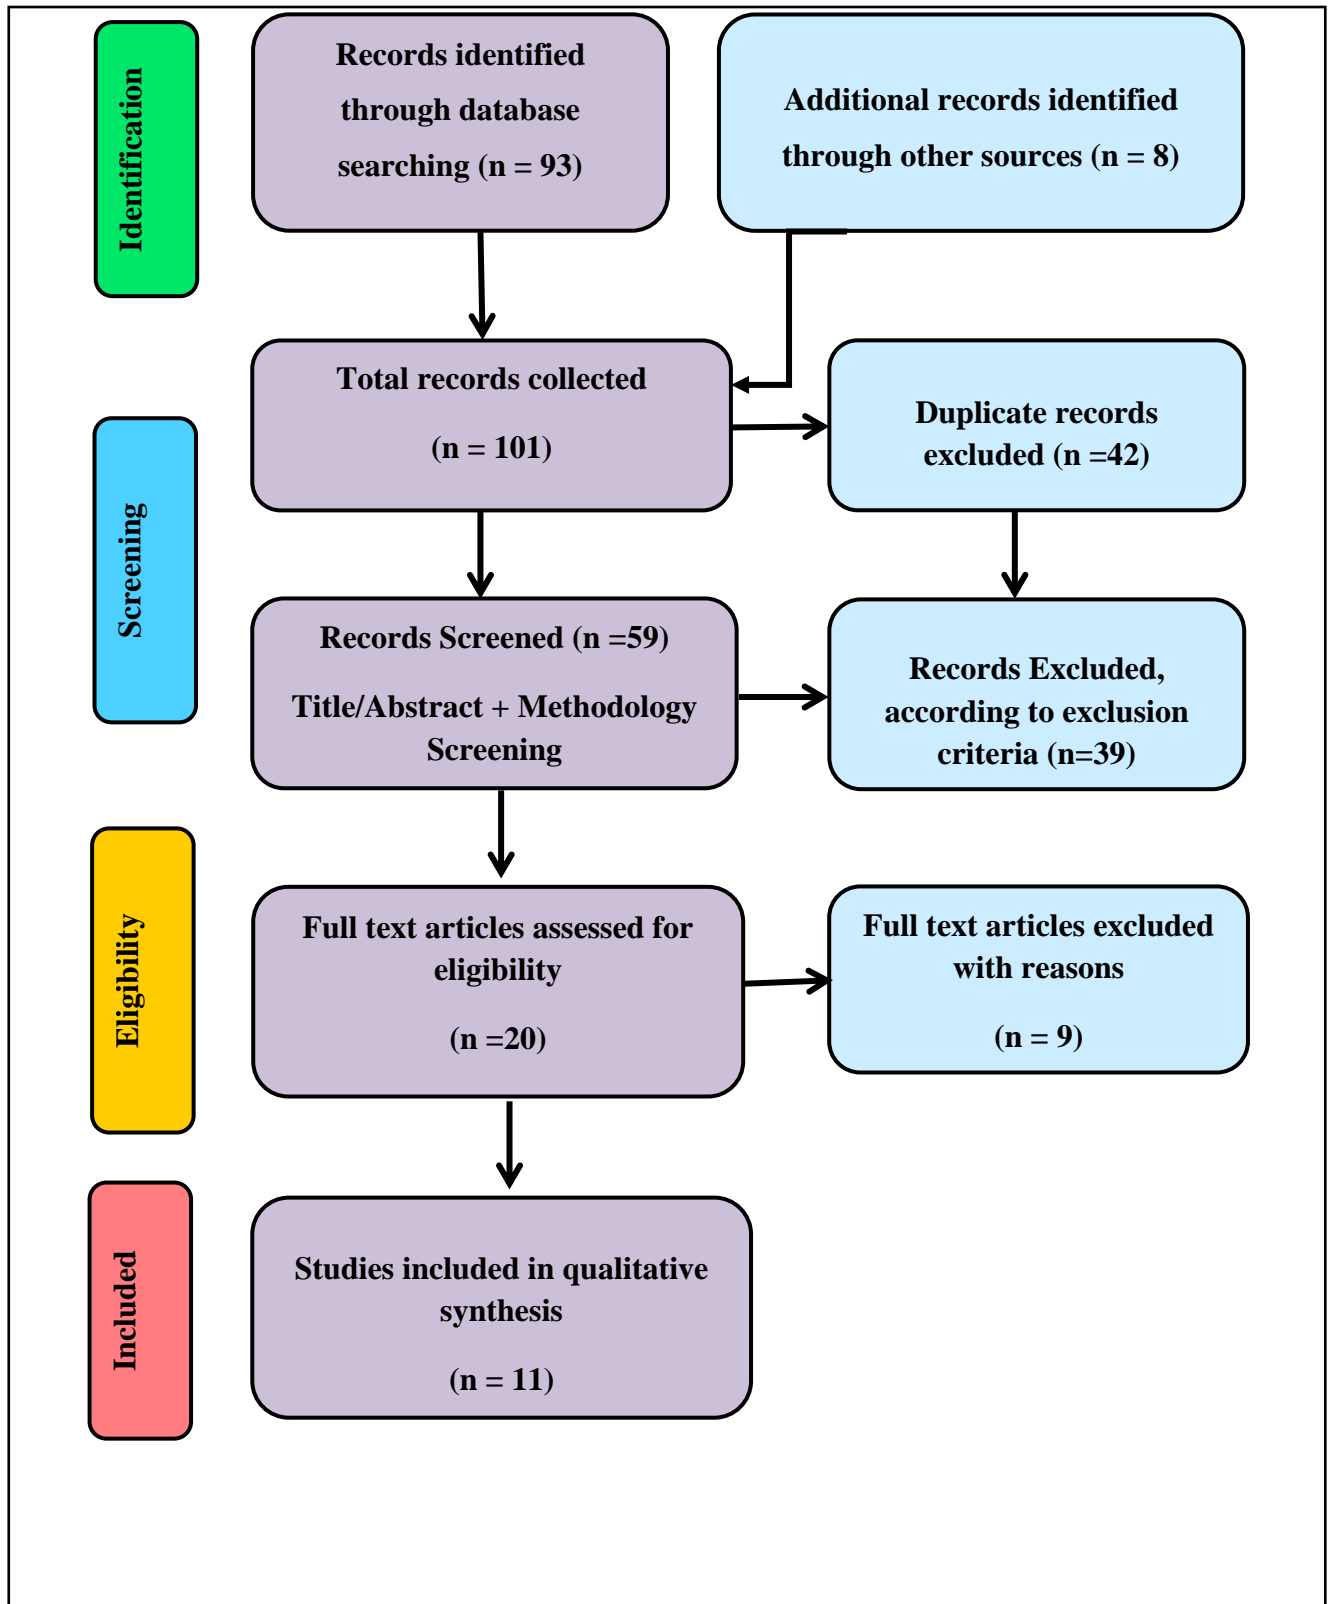 Identification
Records identified
through database
searching (n = 93)
Additional records identified
through other sources (n = 8)
Screening
Total records collected
(n = 101)
Duplicate records
excluded (n =42)
Records Screened (n =59)
Title/Abstract + Methodology
Screening
Records Excluded,
according to exclusion
criteria (n=39)
Eligibility
Full text articles assessed for
eligibility
(n =20)
Full text articles excluded
with reasons
(n = 9)
Included
Studies included in qualitative
synthesis
(n = 11)